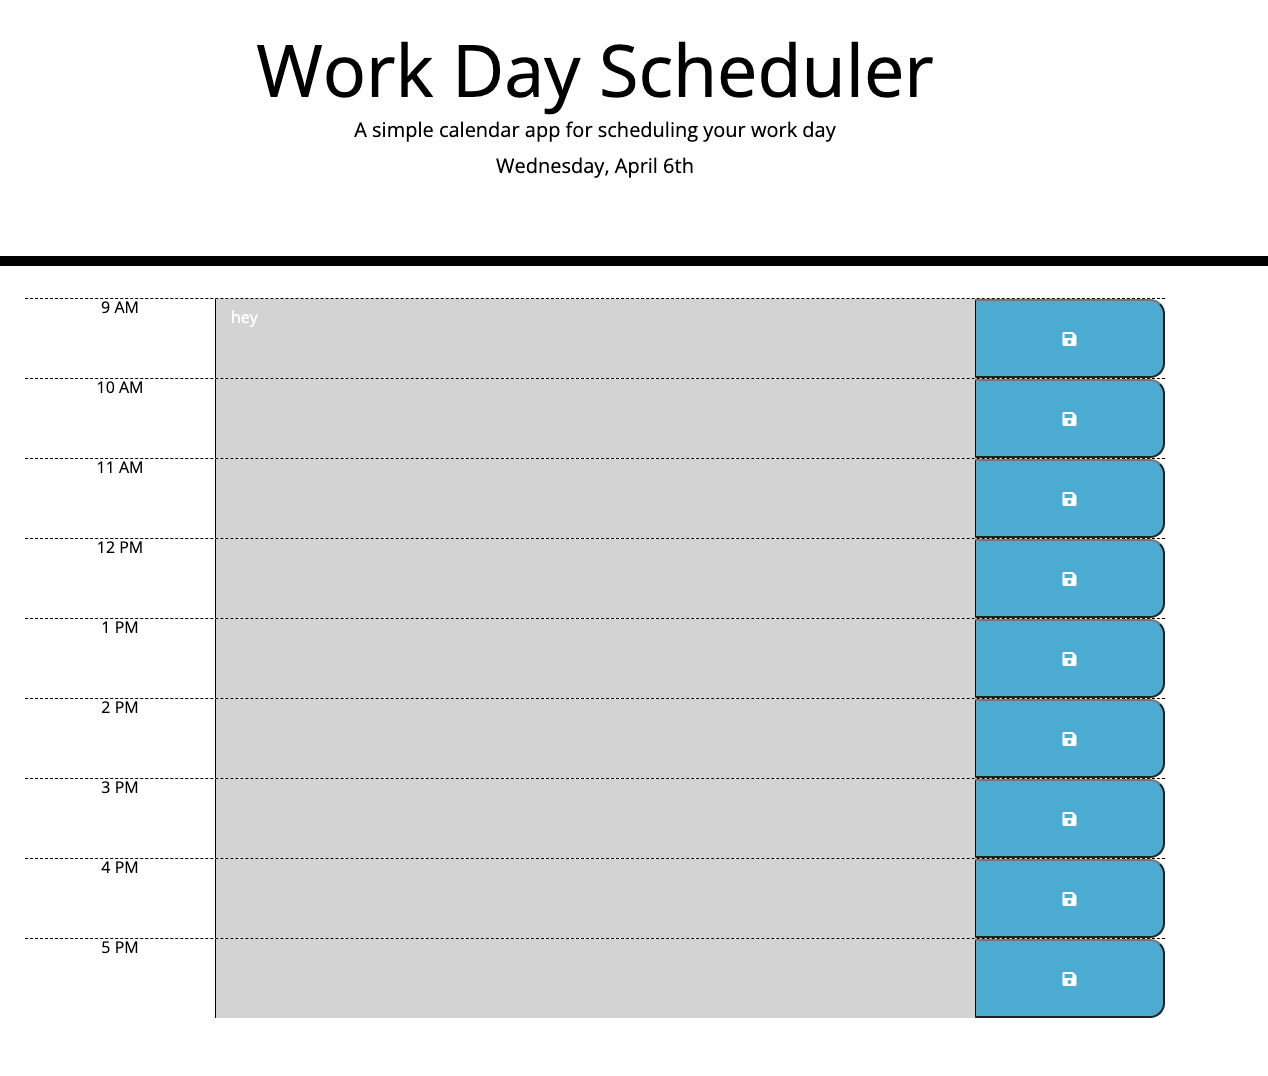 Work Day Scheduler
A simple calendar app for scheduling your work day
Wednesday, April 6th
9 AM
hey
10 AM
11 AM
12 PM
1 PM
2 PM
3 PM
4 PM
5 PM